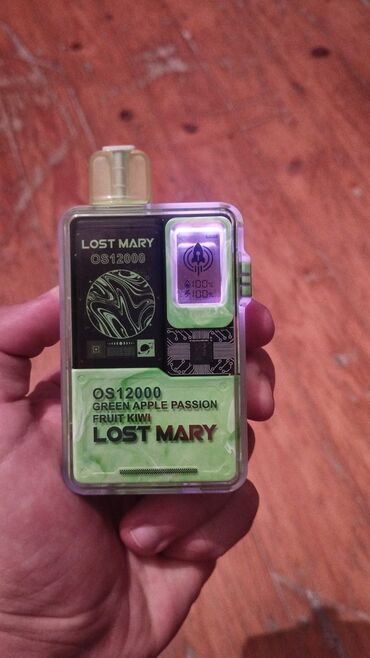 LOST MARY
OS12000
100%
100%
OS12000
GREEN APPLE PASSION
FRUIT KIWI
LOST MARY